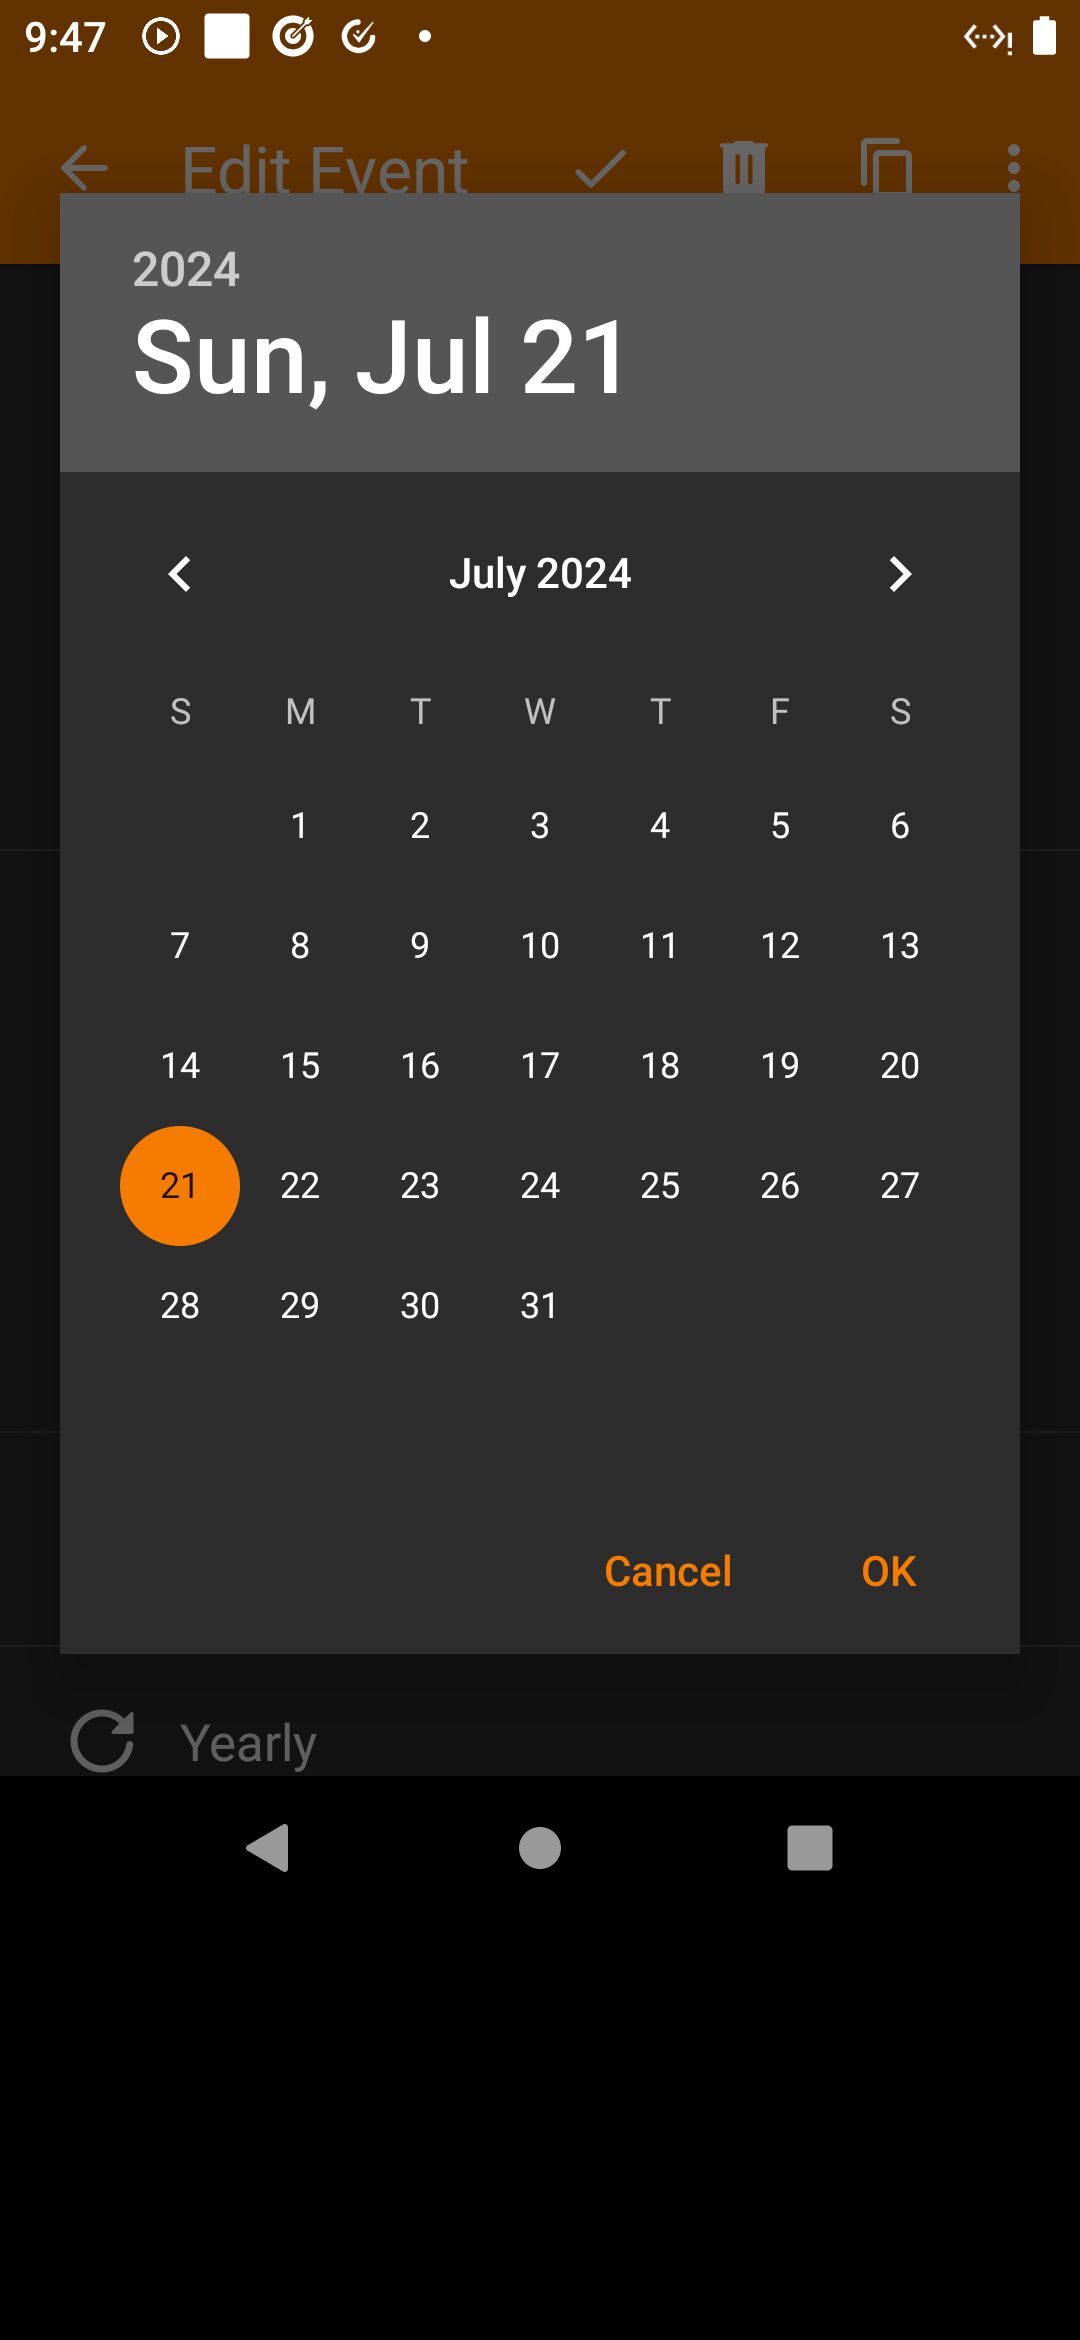 9:47
Edit Event
2024
Sun, Jul 21
July 2024
S M T W T F S
1 2 3 4 5 6
7 8 9 10 11 12 13
14 15 16 17 18 19 20
21 22 23 24 25 26 27
28 29 30 31
Cancel OK
Yearly